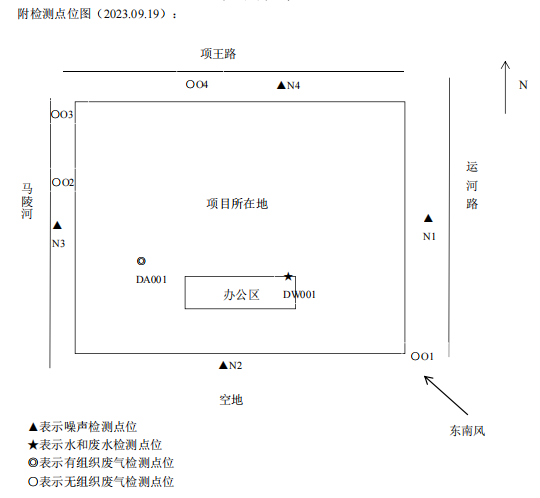 附检测点位图（2023.09.19）：
项王路
○O4
▲N4
N
○O3
运河路
○O2
马陵河
项目所在地
▲
N1
▲
N3
◎
DA001
★
DW001
办公区
○O1
▲N2
空地
东南风
▲表示噪声检测点位
★表示水和废水检测点位
◎表示有组织废气检测点位
○表示无组织废气检测点位